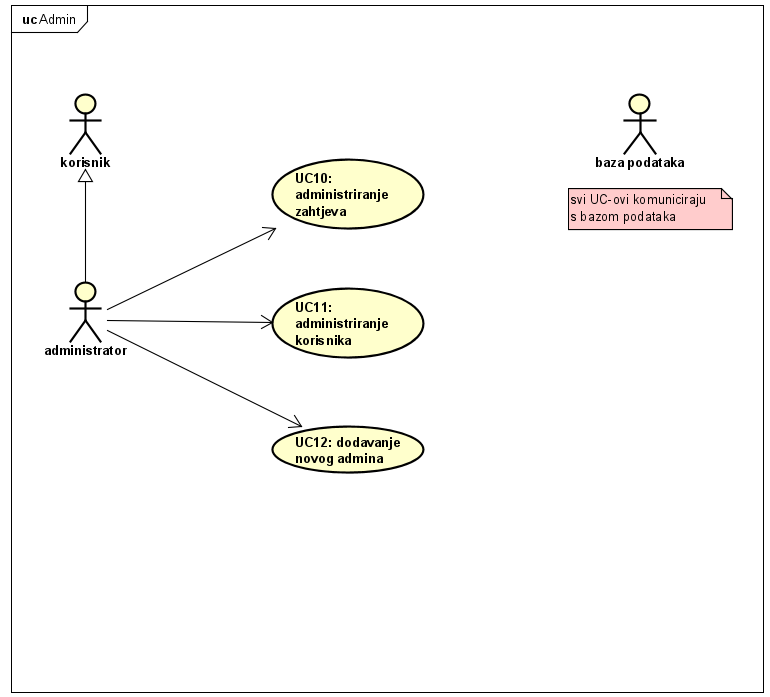 uc Admin
korisnik
baza podataka
UC10:
administriranje
zahtjeva
svi UC-ovi komuniciraju
s bazom podataka
UC11:
administriranje
korisnika
administrator
UC12: dodavanje
novog admina